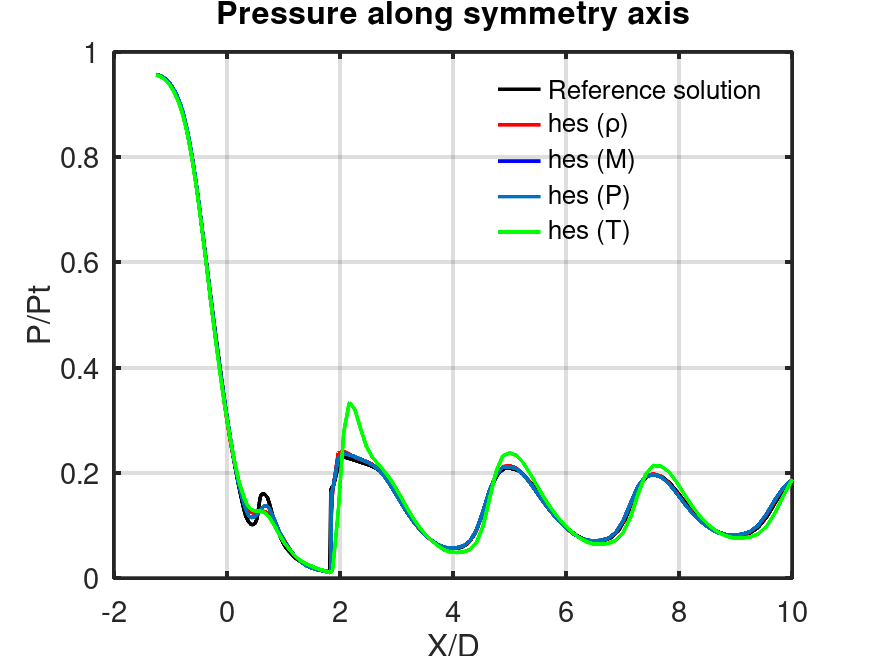 Pressure along symmetry axis
1
0.8
0.6
0.4
0.2
0
P/Pt
Reference solution
hes (ρ)
hes (M)
hes (P)
hes (T)
-2 0 2 4 6 8 10
X/D